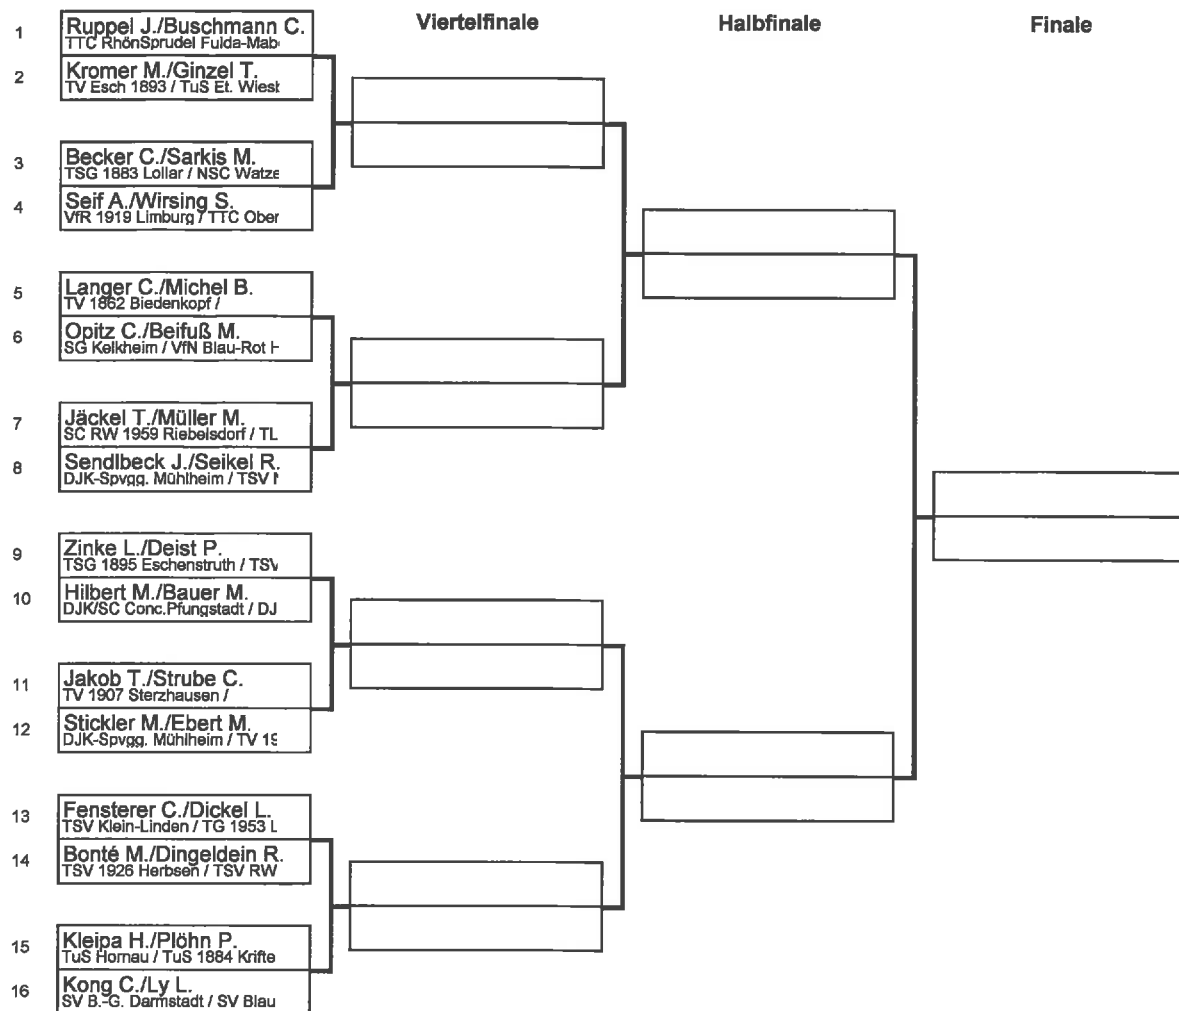 Viertelfinale Halbfinale Finale
1 Ruppel J./Buschmann C.
TTC RhönSprudel Fulda-Mab
2 Kromer M./Ginzel T.
TV Esch 1893 / TuS Et. Wiest
3 Becker C./Sarkis M.
TSG 1883 Lollar / NSC Watze
4 Seif A./Wirsing S.
VfR 1919 Limburg / TTC Ober
5 Langer C./Michel B.
TV 1862 Biedenkopf /
6 Opitz C./Beifuß M.
SG Kelkheim / VfN Blau-Rot H
7 Jäckel T./Müller M.
SC RW 1959 Riebelsdorf / TL
8 Sendlbeck J./Seikel R.
DJK-Spvgg. Mühlheim / TSV
9 Zinke L./Deist P.
TSG 1895 Eschenstruth / TSV
10 Hilbert M./Bauer M.
DJK/SC Conc.Pfungstadt / DJ
11 Jakob T./Strube C.
TV 1907 Sterzhausen /
12 Stickler M./Ebert M.
DJK-Spvgg. Mühlheim / TV 19
13 Fensterer C./Dickel L.
TSV Klein-Linden / TG 1953 L
14 Bonté M./Dingeldein R.
TSV 1926 Herbsen / TSV RW
15 Kleipa H./Plöhn P.
TuS Hornau / TuS 1884 Krifte
16 Kong C./Ly L.
SV B.-G. Darmstadt / SV Blau